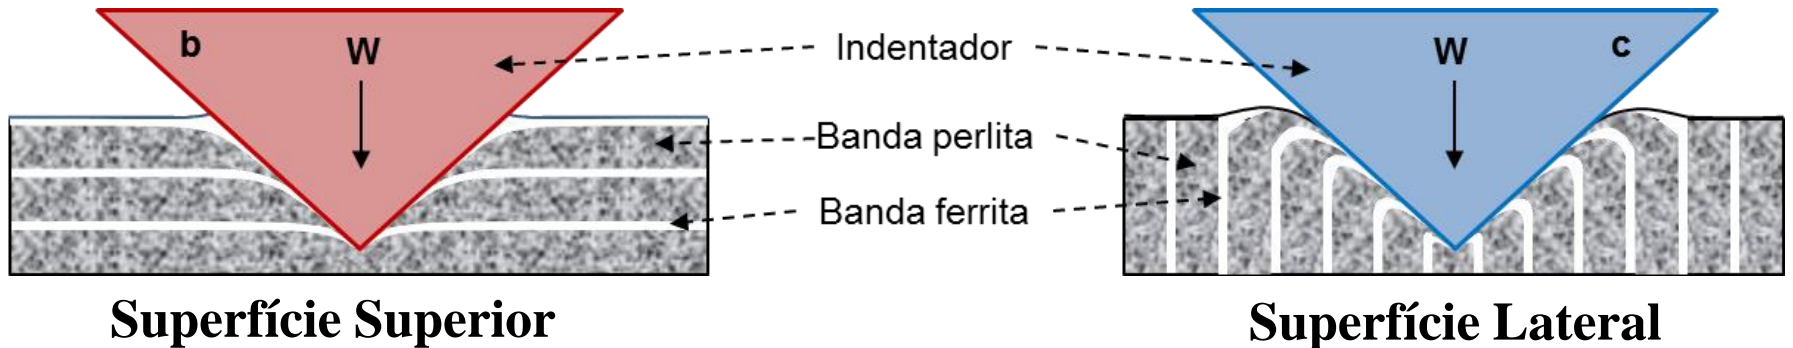 b
W
Indentador
W
c
Banda perlita
Banda ferrita
Superfície Superior
Superfície Lateral